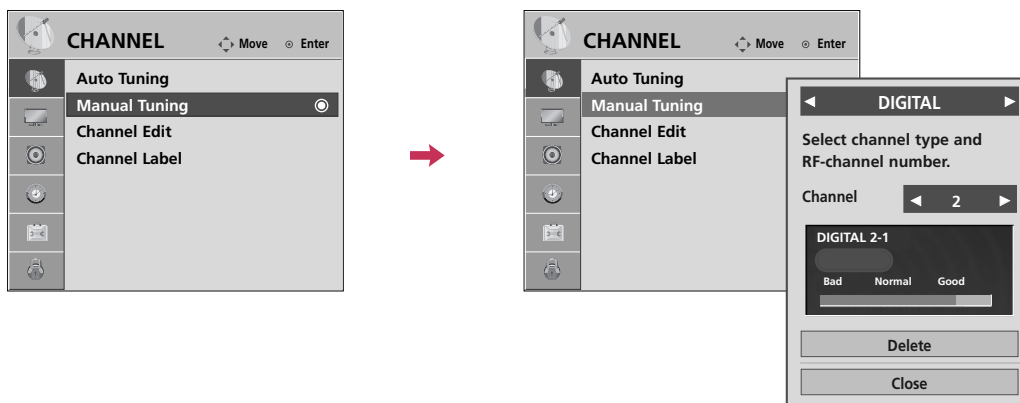 CHANNEL Move Enter
Auto Tuning
Manual Tuning
Channel Edit
Channel Label
CHANNEL Move Enter
Auto Tuning
Manual Tuning
Channel Edit
Channel Label
DIGITAL
Select channel type and
RF-channel number.
Channel 2
DIGITAL 2-1
Bad Normal Good
Delete
Close